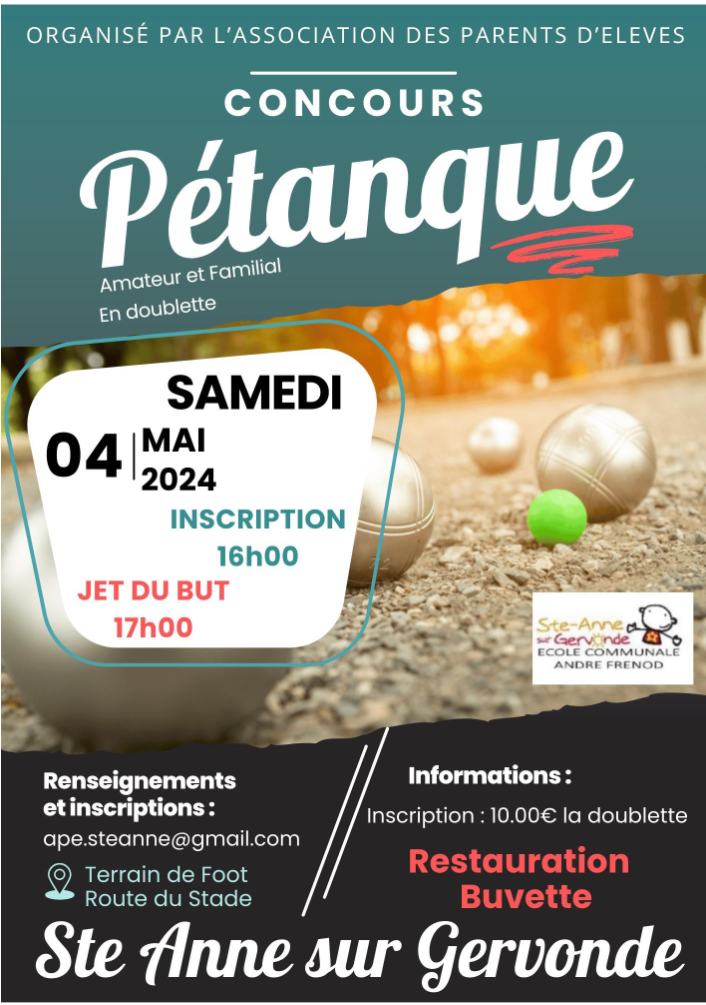 ORGANISÉ PAR L'ASSOCIATION DES PARENTS D'ELEVES
CONCOURS
Pétanque
Amateur et Familial
En doublette
SAMEDI
04 MAI
2024
INSCRIPTION
16h00
JET DU BUT
17h00
Ste-Anne
sur Gervonde
ECOLE COMMUNALE
ANDRE FRENOD
Renseignements
et inscriptions :
ape.steanne@gmail.com
Terrain de Foot
Route du Stade
Informations :
Inscription : 10.00€ la doublette
Restauration
Buvette
Ste Anne sur Gervonde